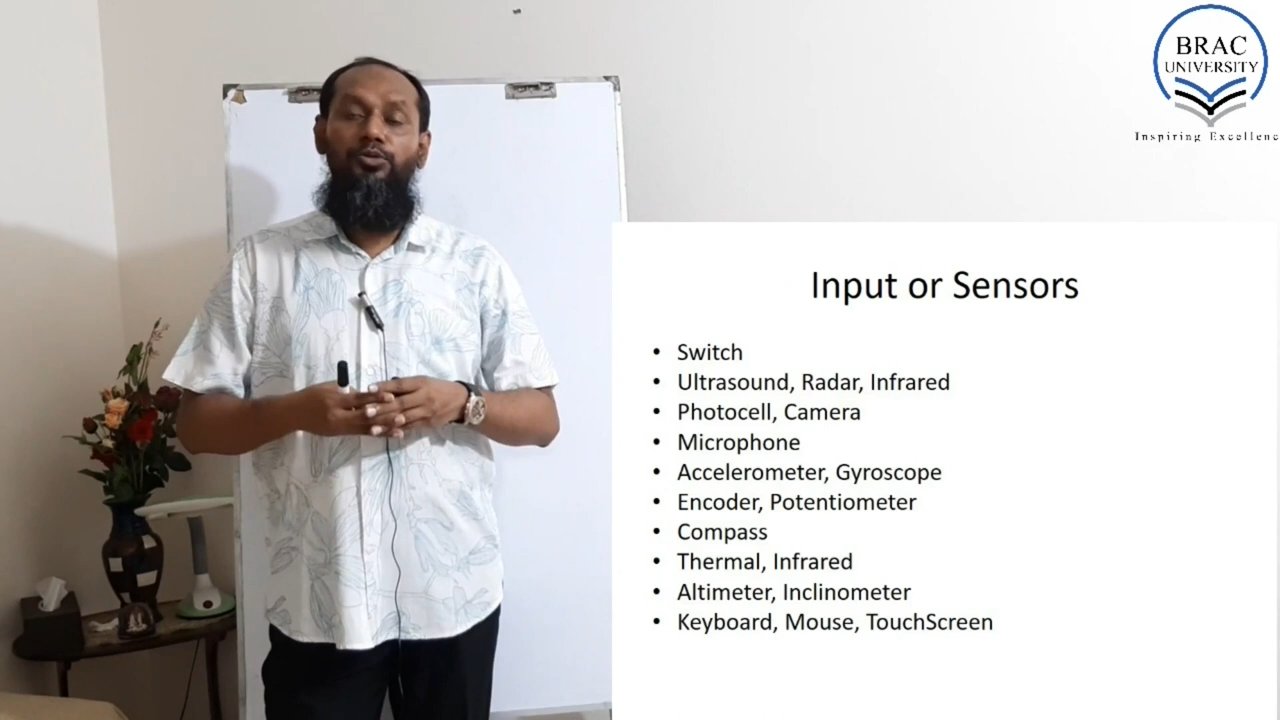 BRAC
UNIVERSITY
Inspiring Excellenc
Input or Sensors
• Switch
• Ultrasound, Radar, Infrared
• Photocell, Camera
• Microphone
• Accelerometer, Gyroscope
• Encoder, Potentiometer
• Compass
• Thermal, Infrared
• Altimeter, Inclinometer
• Keyboard, Mouse, TouchScreen